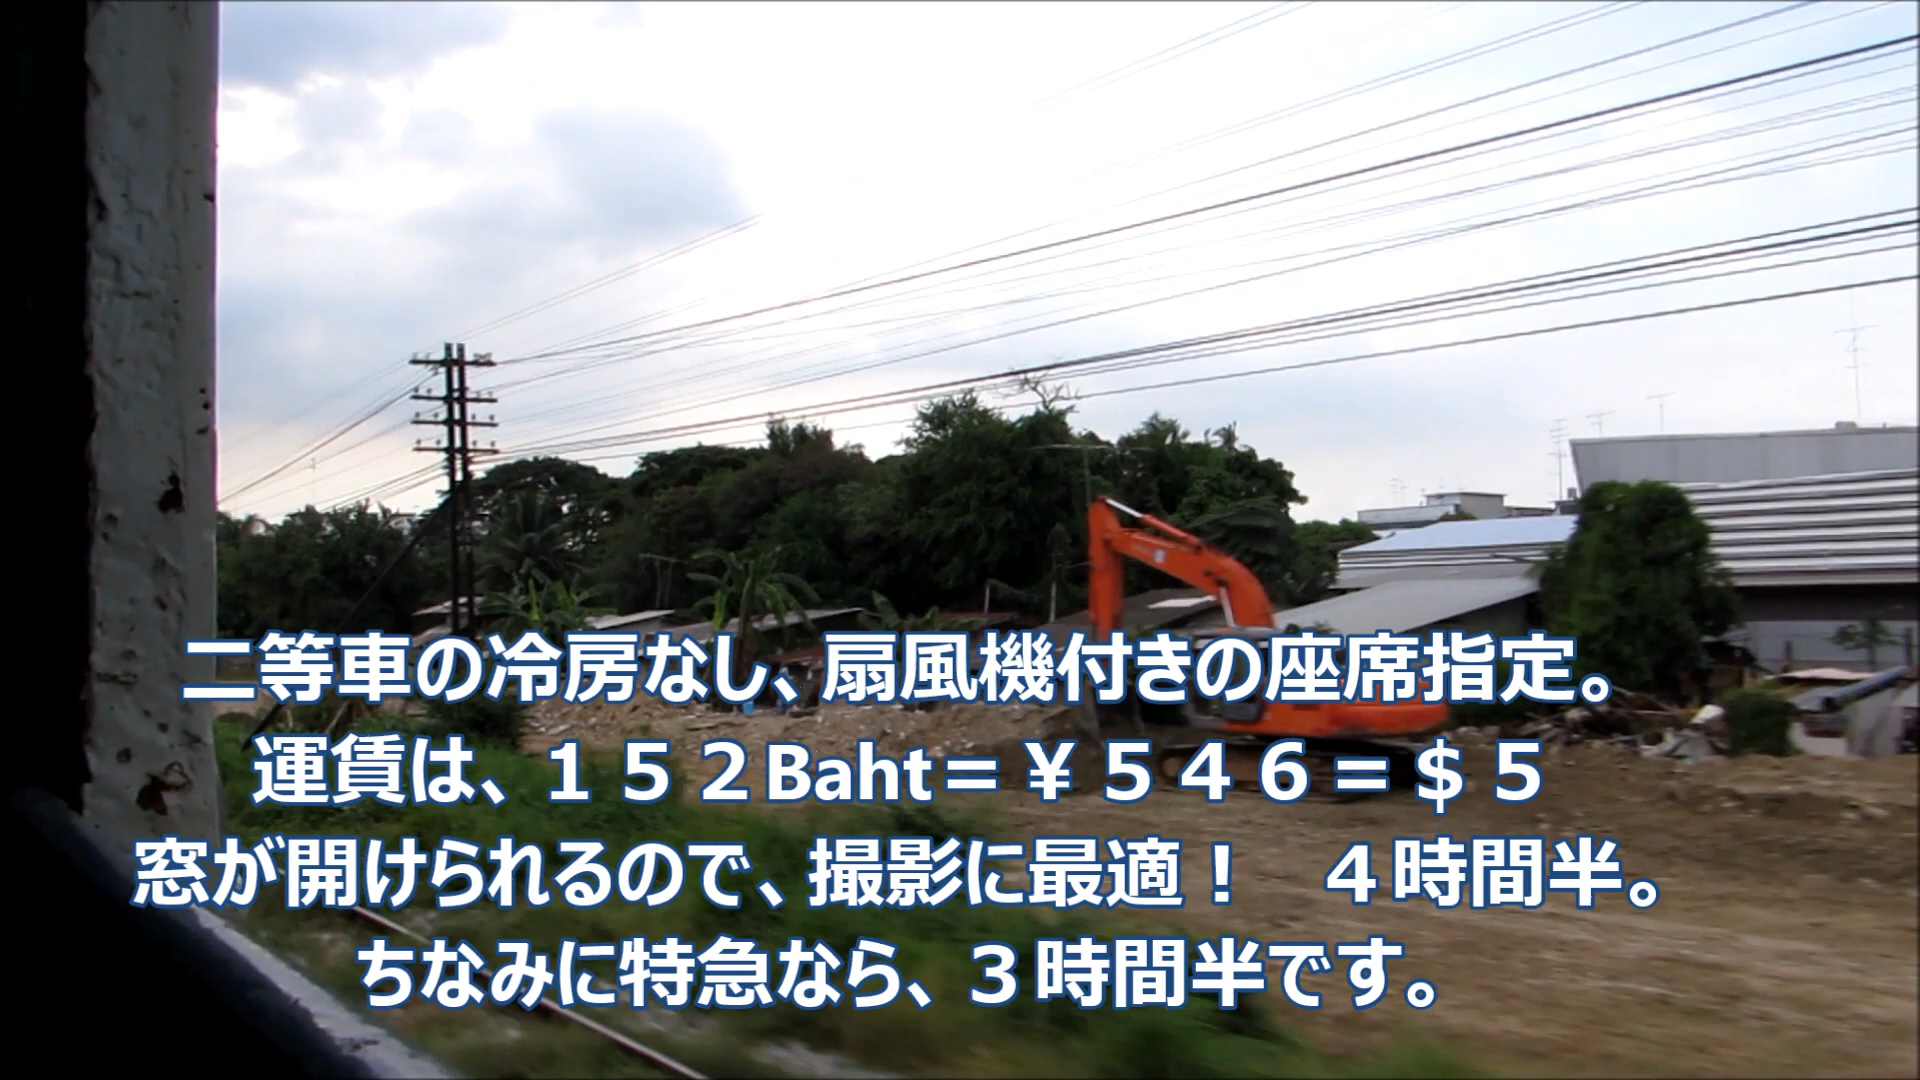 二等車の冷房なし、扇風機付きの座席指定。
運賃は、１５２Baht＝￥５４６＝＄５
窓が開けられるので、撮影に最適！　４時間半。
ちなみに特急なら、３時間半です。